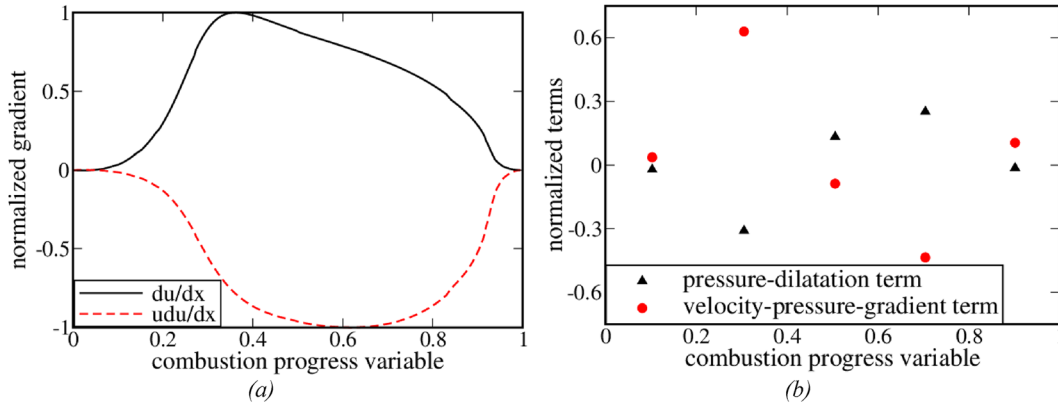 1
0.5
0
-0.5
-1
normalized gradient
du/dx
udu/dx
0
0.2
0.4
0.6
0.8
1
combustion progress variable
(a)
0.6
0.3
0
-0.3
-0.6
normalized terms
pressure-dilatation term
velocity-pressure-gradient term
0
0.2
0.4
0.6
0.8
combustion progress variable
(b)